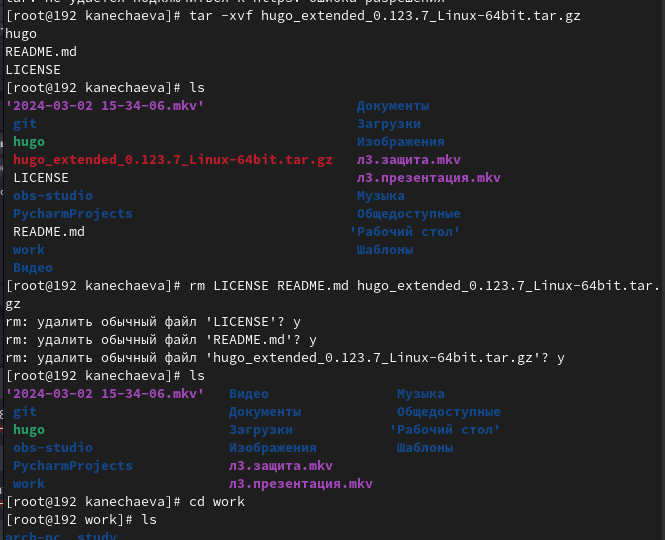 [root@192 kanechaeva]# tar -xvf hugo_extended_0.123.7_Linux-64bit.tar.gz
hugo
README.md
LICENSE
[root@192 kanechaeva]# ls
'2024-03-02 15-34-06.mkv' Документы
git Загрузки
hugo Изображения
hugo_extended_0.123.7_Linux-64bit.tar.gz л3.защита.mkv
LICENSE л3.презентация.mkv
obs-studio Музыка
PycharmProjects Общедоступные
README.md 'Рабочий стол'
work Шаблоны
Видео
[root@192 kanechaeva]# rm LICENSE README.md hugo_extended_0.123.7_Linux-64bit.tar.
gz
rm: удалить обычный файл 'LICENSE'? y
rm: удалить обычный файл 'README.md'? y
rm: удалить обычный файл 'hugo_extended_0.123.7_Linux-64bit.tar.gz'? y
[root@192 kanechaeva]# ls
'2024-03-02 15-34-06.mkv' Видео Музыка
git Документы Общедоступные
hugo Загрузки 'Рабочий стол'
obs-studio Изображения Шаблоны
PycharmProjects л3.защита.mkv
work л3.презентация.mkv
[root@192 kanechaeva]# cd work
[root@192 work]# ls
arch-pc study